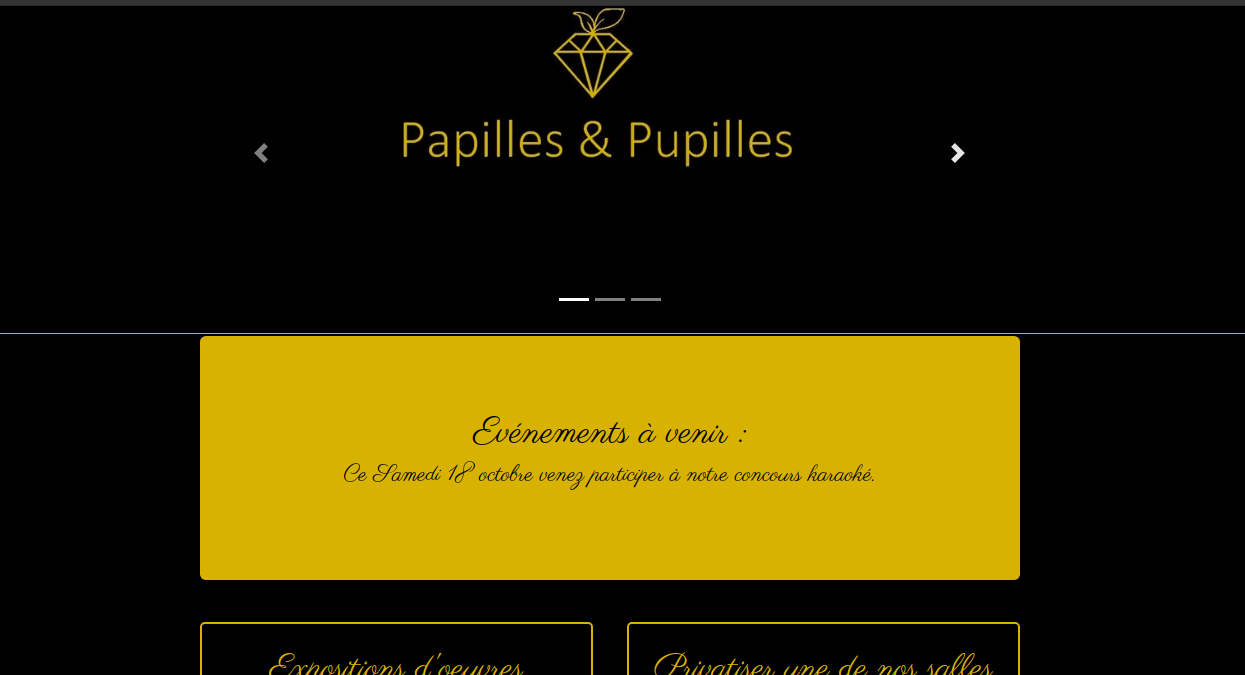 Papilles & Pupilles
Evénements à venir :
Ce Samedi 18 octobre venez participer à notre concours karaoké.
Expositions d'oeuvres
Privatiser une de nos salles